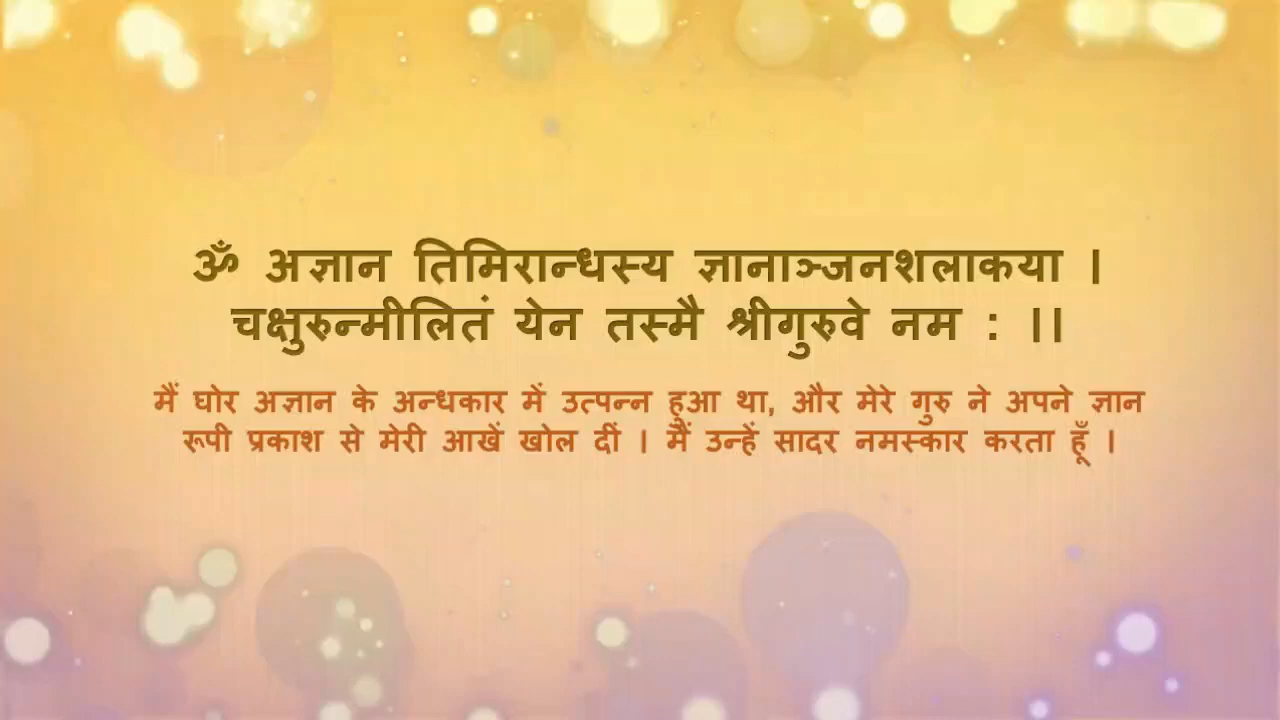 ॐ अज्ञान तिमिरान्धस्य ज्ञानाञ्जनशलाकया ।
चक्षुरुन्मीलितं येन तस्मै श्रीगुरुवे नम : ।।
मैं घोर अज्ञान के अन्धकार में उत्पन्न हुआ था, और मेरे गुरु ने अपने ज्ञान
रूपी प्रकाश से मेरी आखें खोल दीं । मैं उन्हें सादर नमस्कार करता हूँ ।